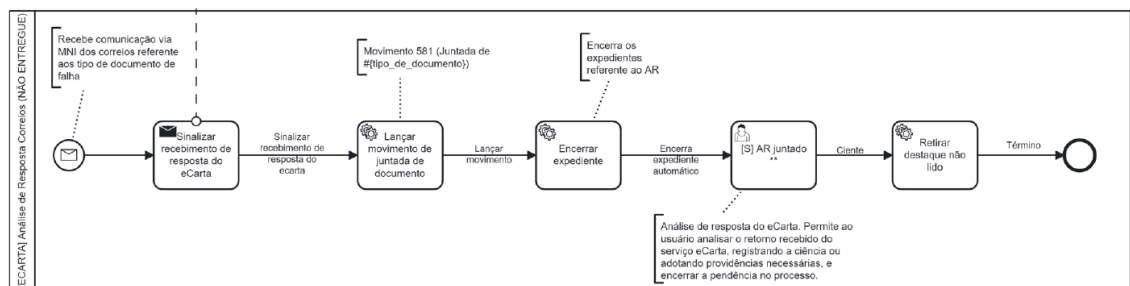 ECARTA] Análise de Resposta Correios (NÃO ENTREGUE)
Recebe comunicação via
MNI dos correios referente
aos tipo de documento de
falha
Sinalizar
recebimento de
resposta do
eCarta
Sinalizar
recebimento de
resposta do
ecarta
Movimento 581 (Juntada de
#{tipo_de_documento})
Lançar
movimento de
juntada de
documento
Lançar
movimento
Encerra os
expedientes
referente ao AR
Encerrar
expediente
Encerra
expediente
automático
[S] AR juntado
**
Análise de resposta do eCarta. Permite ao
usuário analisar o retorno recebido do
serviço eCarta, registrando a ciência ou
adotando providências necessárias, e
encerrar a pendência no processo.
Ciente
Retirar
destaque não
lido
Término